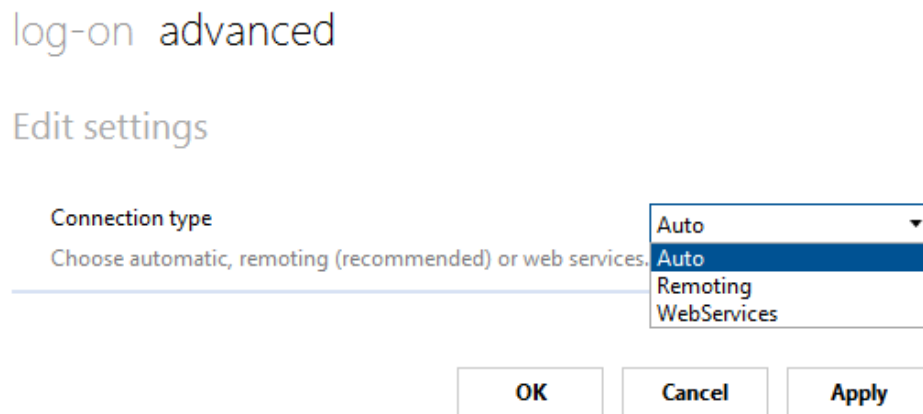 log-on advanced
Edit settings
Connection type
Auto
Choose automatic, remoting (recommended) or web services.
Auto
Remoting
WebServices
OK Cancel Apply